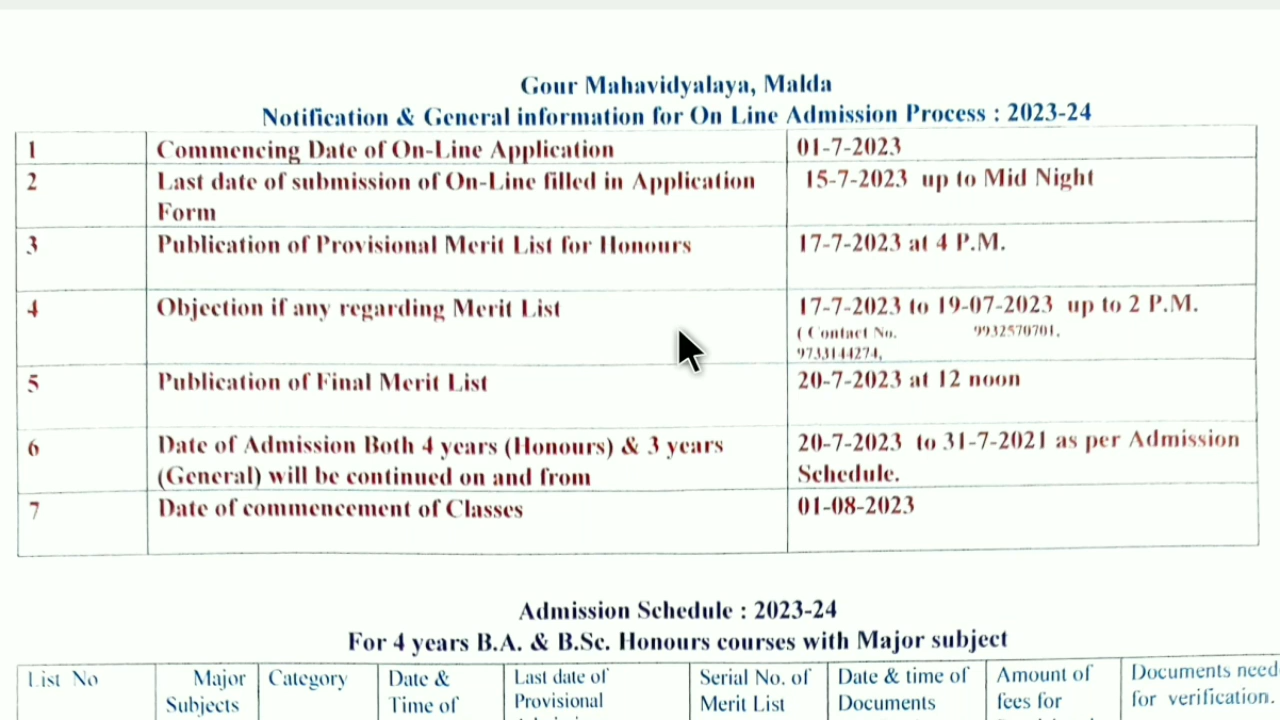 Gour Mahavidyalaya, Malda
Notification & General information for On Line Admission Process : 2023-24
1 Commencing Date of On-Line Application 01-7-2023
2 Last date of submission of On-Line filled in Application 15-7-2023 up to Mid Night
Form
3 Publication of Provisional Merit List for Honours 17-7-2023 at 4 P.M.
4 Objection if any regarding Merit List 17-7-2023 to 19-07-2023 up to 2 P.M.
( Contact No. 9932570701,
9733144274,
5 Publication of Final Merit List 20-7-2023 at 12 noon
6 Date of Admission Both 4 years (Honours) & 3 years 20-7-2023 to 31-7-2021 as per Admission
(General) will be continued on and from Schedule.
7 Date of commencement of Classes 01-08-2023
Admission Schedule : 2023-24
For 4 years B.A. & B.Sc. Honours courses with Major subject
List No Major Category Date & Last date of Serial No. of Date & time of Amount of Documents need
Subjects Time of Provisional Merit List Documents fees for for verification.